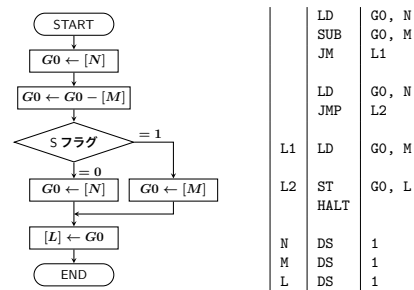 START
G0 ← [N]
G0 ← G0 − [M]
S フラグ
= 1
= 0
G0 ← [N]
G0 ← [M]
[L] ← G0
END
LD G0, N
SUB G0, M
JM L1
LD G0, N
JMP L2
L1 LD G0, M
L2 ST G0, L
HALT
N DS 1
M DS 1
L DS 1